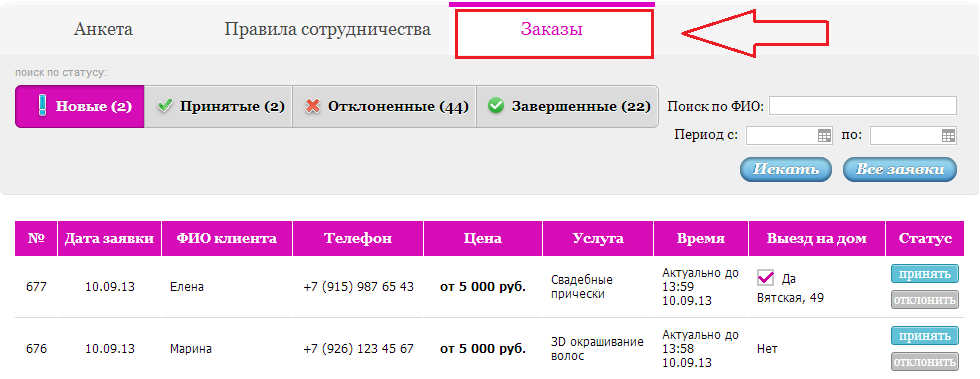 Анкета Правила сотрудничества Заказы
поиск по статусу:
Новые (2) Принятые (2) Отклоненные (44) Завершенные (22) Поиск по ФИО:
Период с: по:
Искать Все заявки
№ Дата заявки ФИО клиента Телефон Цена Услуга Время Выезд на дом Статус
677 10.09.13 Елена +7 (915) 987 65 43 от 5 000 руб. Свадебные прически Актуально до 13:59 10.09.13 Да Вятская, 49 принять отклонить
676 10.09.13 Марина +7 (926) 123 45 67 от 5 000 руб. 3D окрашивание волос Актуально до 13:58 10.09.13 Нет принять отклонить